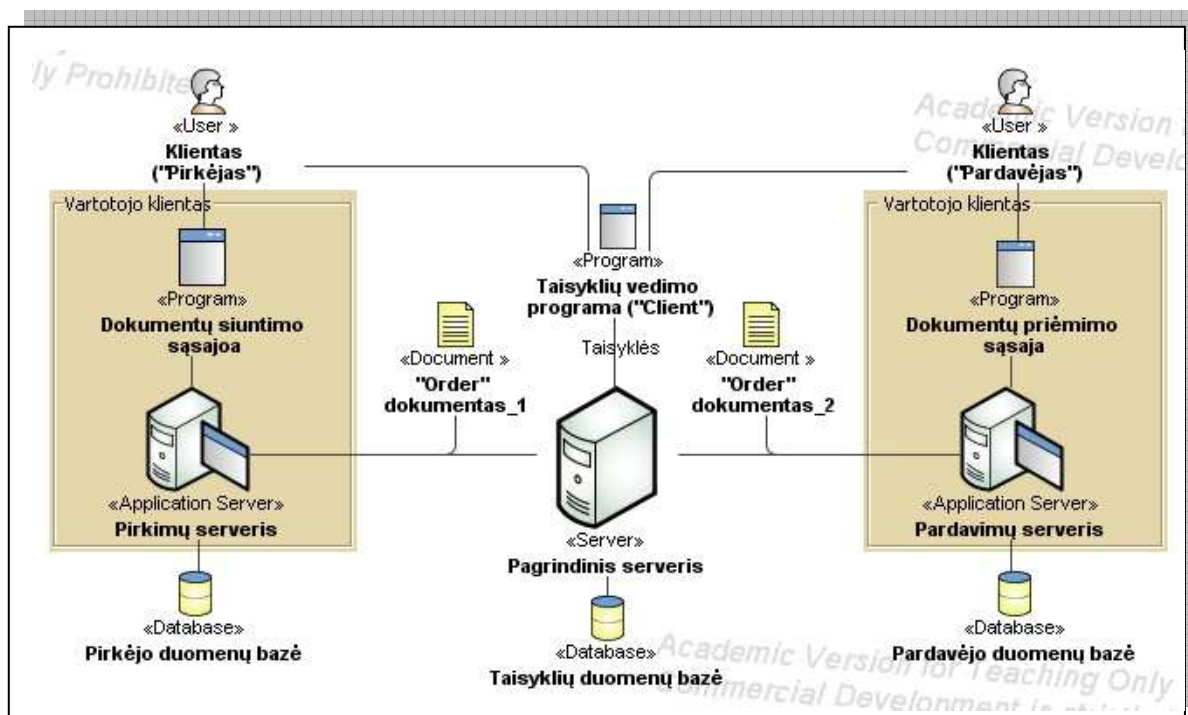 ly Prohibite
Academic Version
Commercial Develo
«User »
Klientas
("Pirkėjas")
«User »
Klientas
("Pardavėjas")
Vartotojo klientas
«Program»
Dokumentų siuntimo
sąsajoa
«Application Server»
Pirkimų serveris
«Database»
Pirkėjo duomenų bazė
«Document »
"Order"
dokumentas_1
«Program»
Taisyklių vedimo
programa ("Client")
Taisyklės
«Server»
Pagrindinis serveris
«Database»
Taisyklių duomenų bazė
«Document »
"Order"
dokumentas_2
Vartotojo klientas
«Program»
Dokumentų priėmimo
sąsaja
«Application Server»
Pardavimų serveris
«Database»
Pardavėjo duomenų bazė
Academic Version for Teaching Only
Commercial Development is